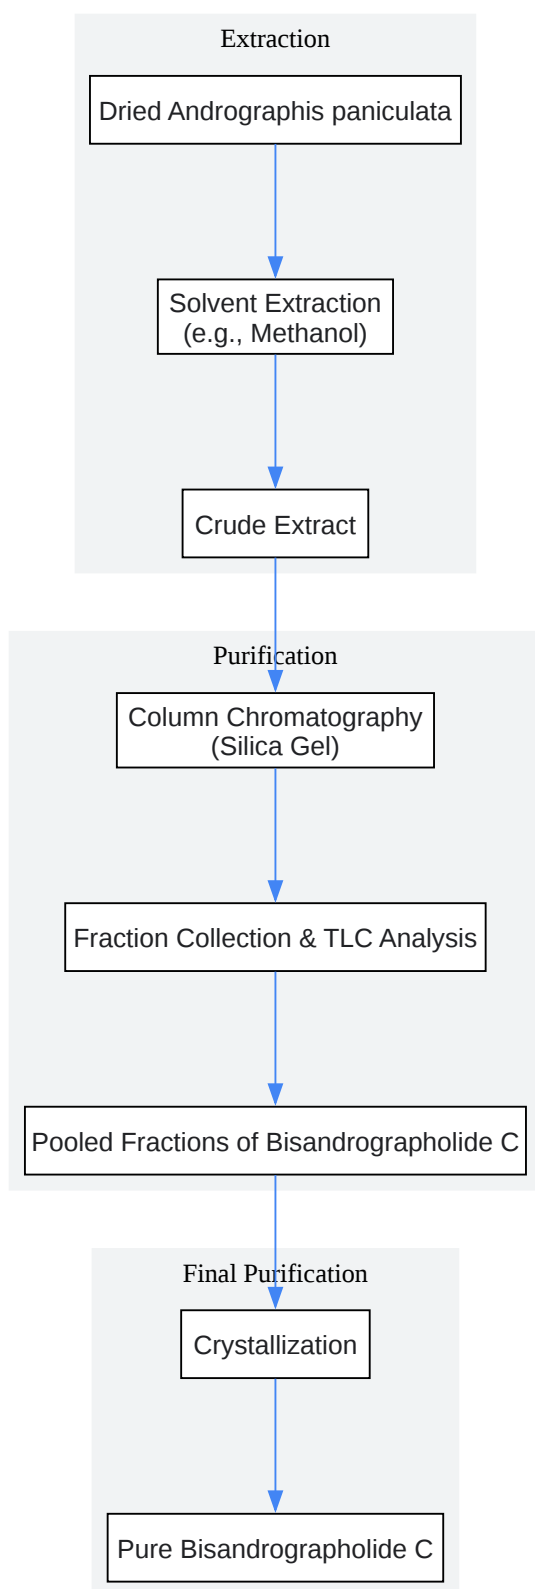 Extraction
Dried Andrographis paniculata
Solvent Extraction
(e.g., Methanol)
Crude Extract
Purification
Column Chromatography
(Silica Gel)
Fraction Collection & TLC Analysis
Pooled Fractions of Bisandrographolide C
Final Purification
Crystallization
Pure Bisandrographolide C